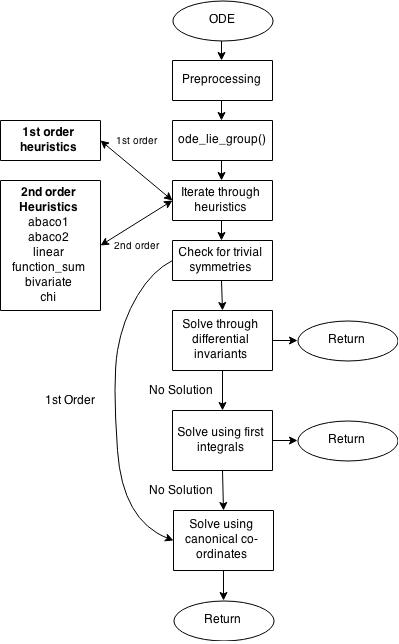 ODE
Preprocessing
ode_lie_group()
1st order
heuristics
1st order
Iterate through
heuristics
2nd order
Heuristics
abaco1
abaco2
linear
function_sum
bivariate
chi
2nd order
Check for trivial
symmetries
Solve through
differential
invariants
Return
No Solution
1st Order
Solve using first
integrals
Return
No Solution
Solve using
canonical co-
ordinates
Return